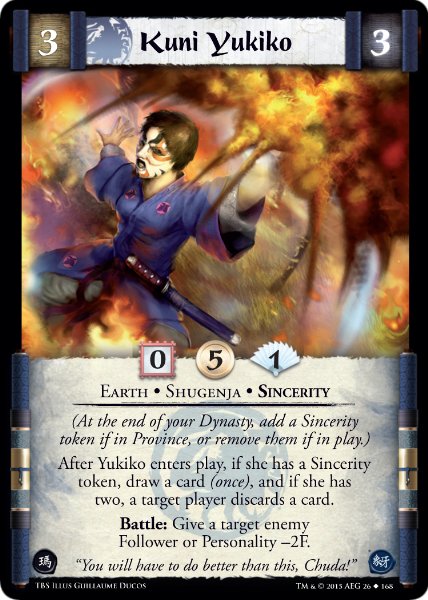 3 Kuni Yukiko 3
0 5 1
Earth • Shugenja • Sincerity
(At the end of your Dynasty, add a Sincerity
token if in Province, or remove them if in play.)
After Yukiko enters play, if she has a Sincerity
token, draw a card (once), and if she has
two, a target player discards a card.
Battle: Give a target enemy
Follower or Personality –2F.
“You will have to do better than this, Chuda!”
TBS Illus Guillaume Ducos TM & © 2015 AEG 26 ♦ 168